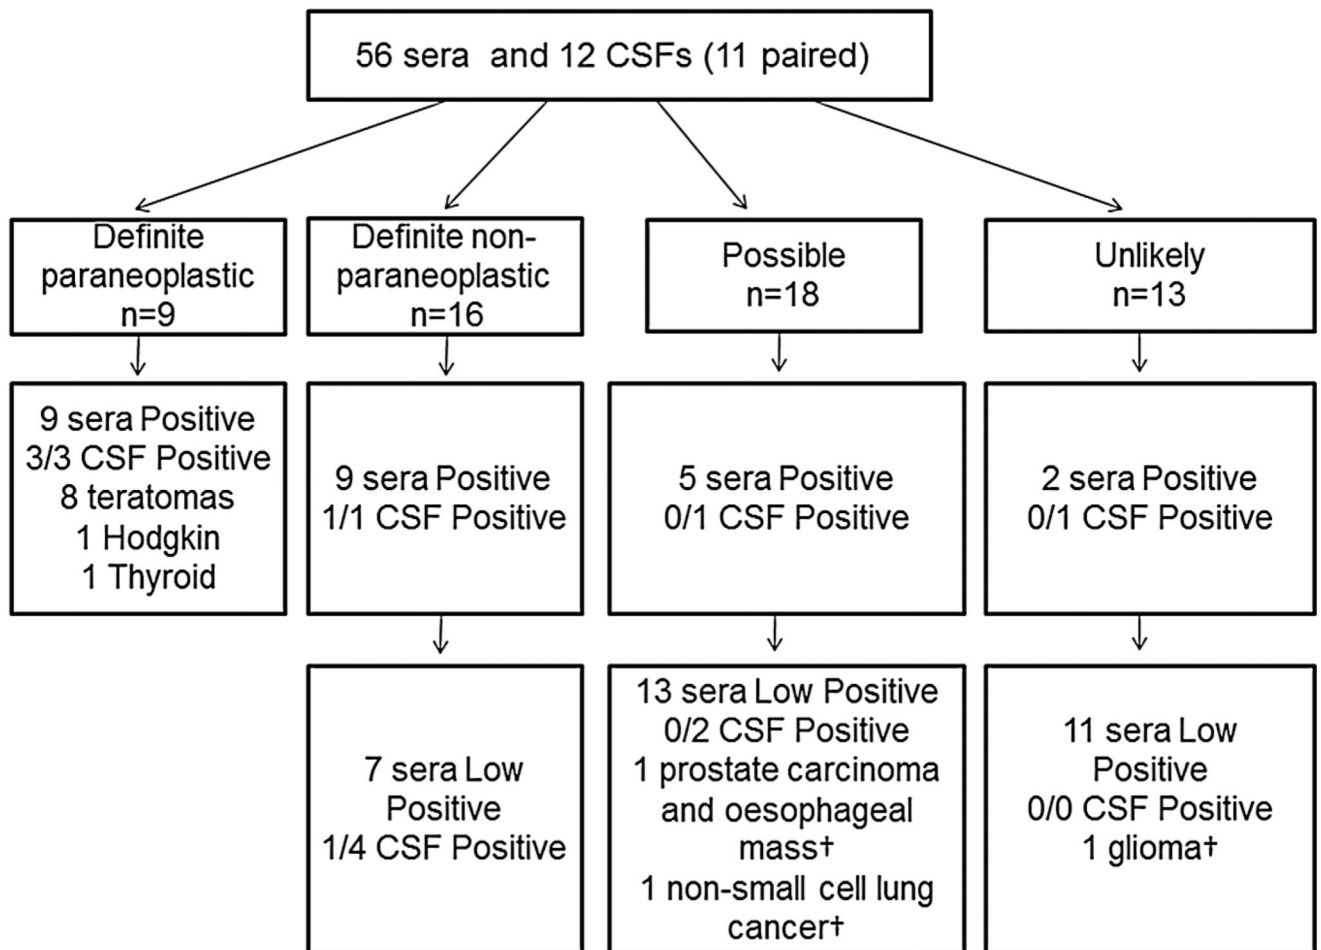 56 sera and 12 CSFs (11 paired)
Definite
paraneoplastic
n=9
Definite non-
paraneoplastic
n=16
Possible
n=18
Unlikely
n=13
9 sera Positive
3/3 CSF Positive
8 teratomas
1 Hodgkin
1 Thyroid
9 sera Positive
1/1 CSF Positive
5 sera Positive
0/1 CSF Positive
2 sera Positive
0/1 CSF Positive
7 sera Low
Positive
1/4 CSF Positive
13 sera Low Positive
0/2 CSF Positive
1 prostate carcinoma
and oesophageal
mass†
1 non-small cell lung
cancer†
11 sera Low
Positive
0/0 CSF Positive
1 glioma†